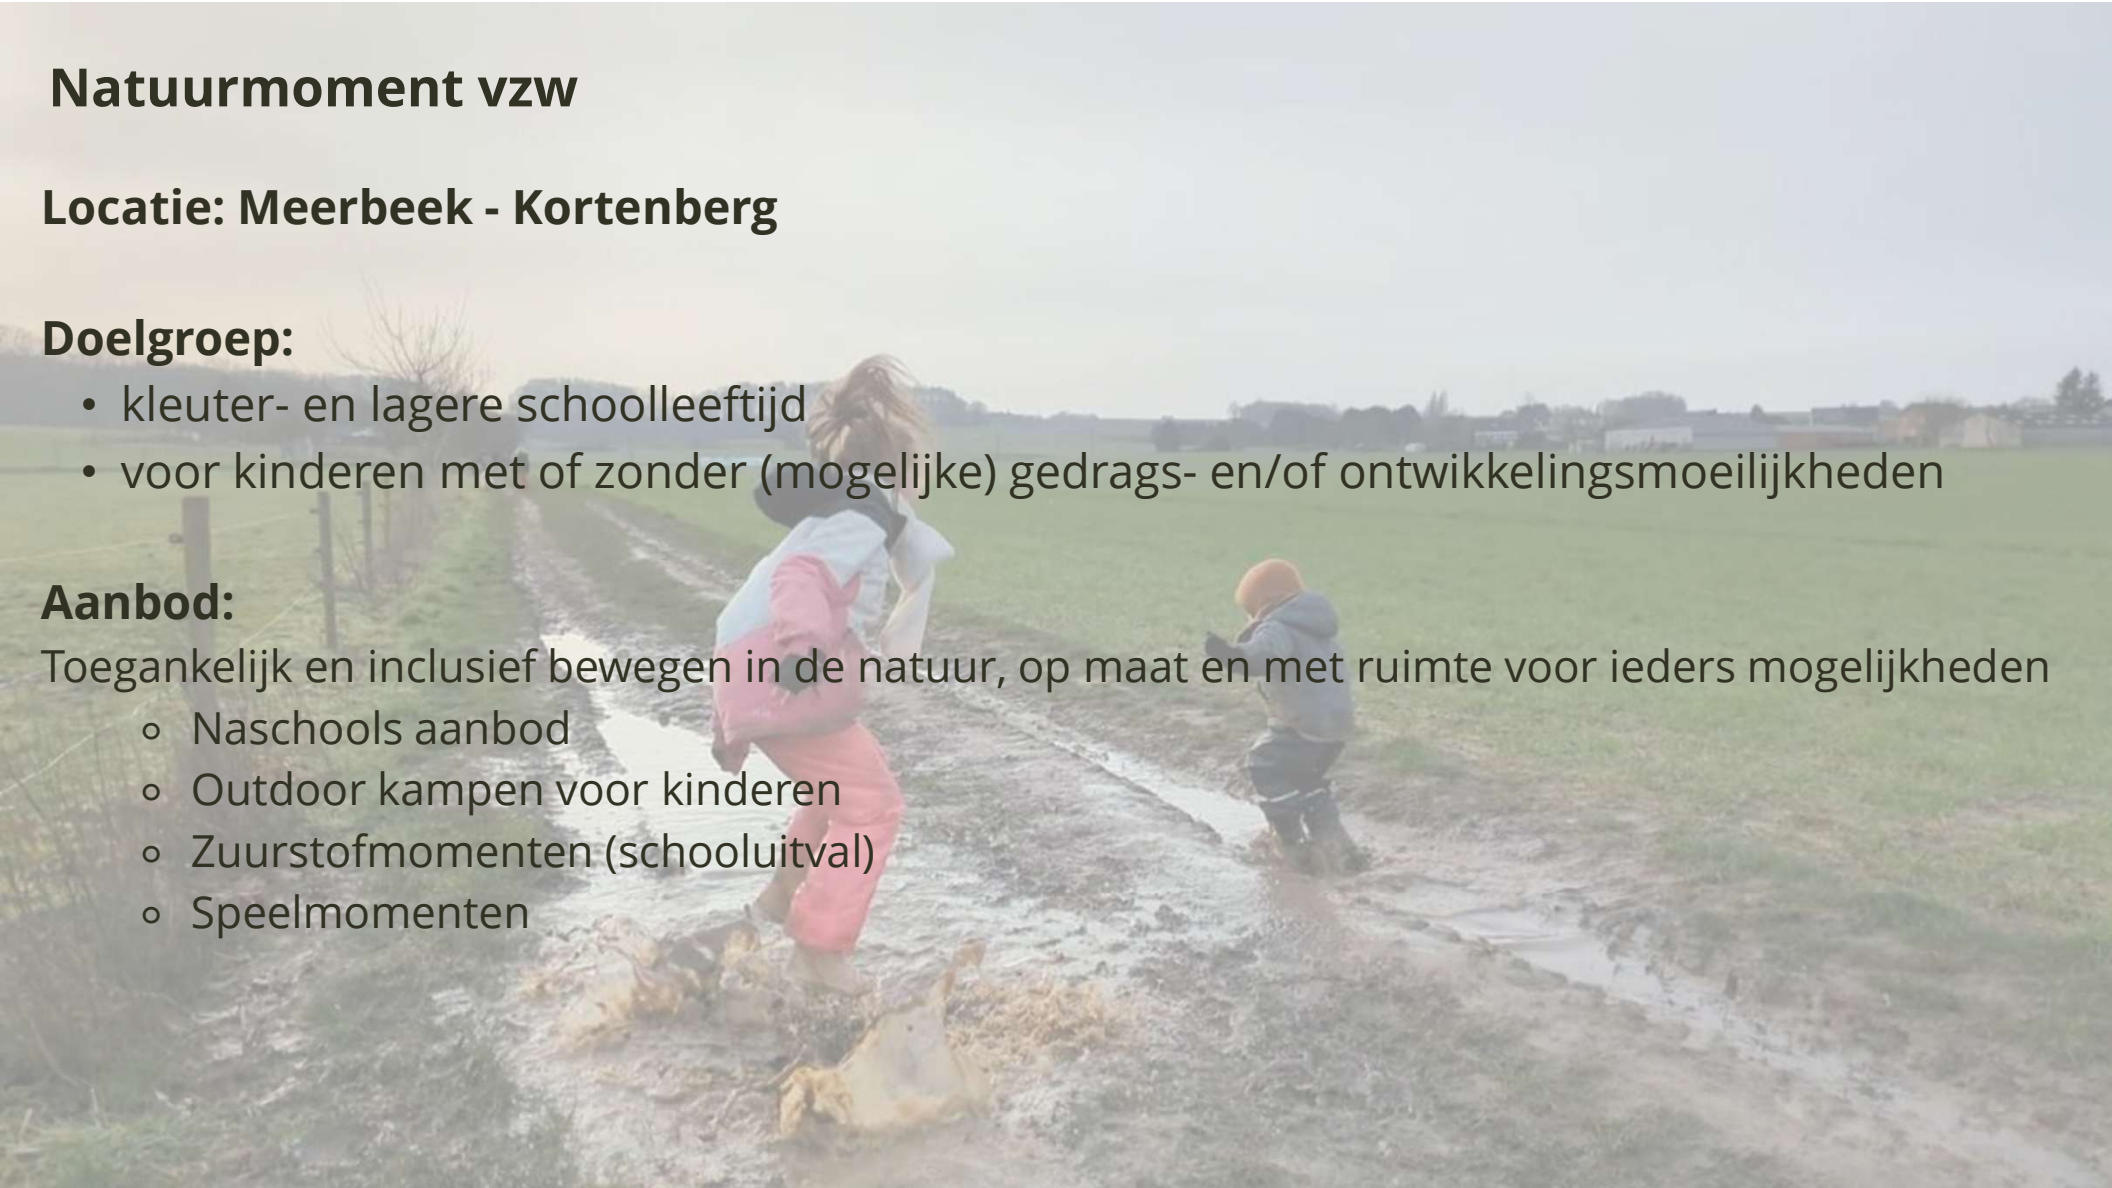 Natuurmoment vzw
Locatie: Meerbeek - Kortenberg
Doelgroep:
• kleuter- en lagere schoolleeftijd
• voor kinderen met of zonder (mogelijke) gedrags- en/of ontwikkelingsmoeilijkheden
Aanbod:
Toegankelijk en inclusief bewegen in de natuur, op maat en met ruimte voor ieders mogelijkheden
◦ Naschools aanbod
◦ Outdoor kampen voor kinderen
◦ Zuurstofmomenten (schooluitval)
◦ Speelmomenten